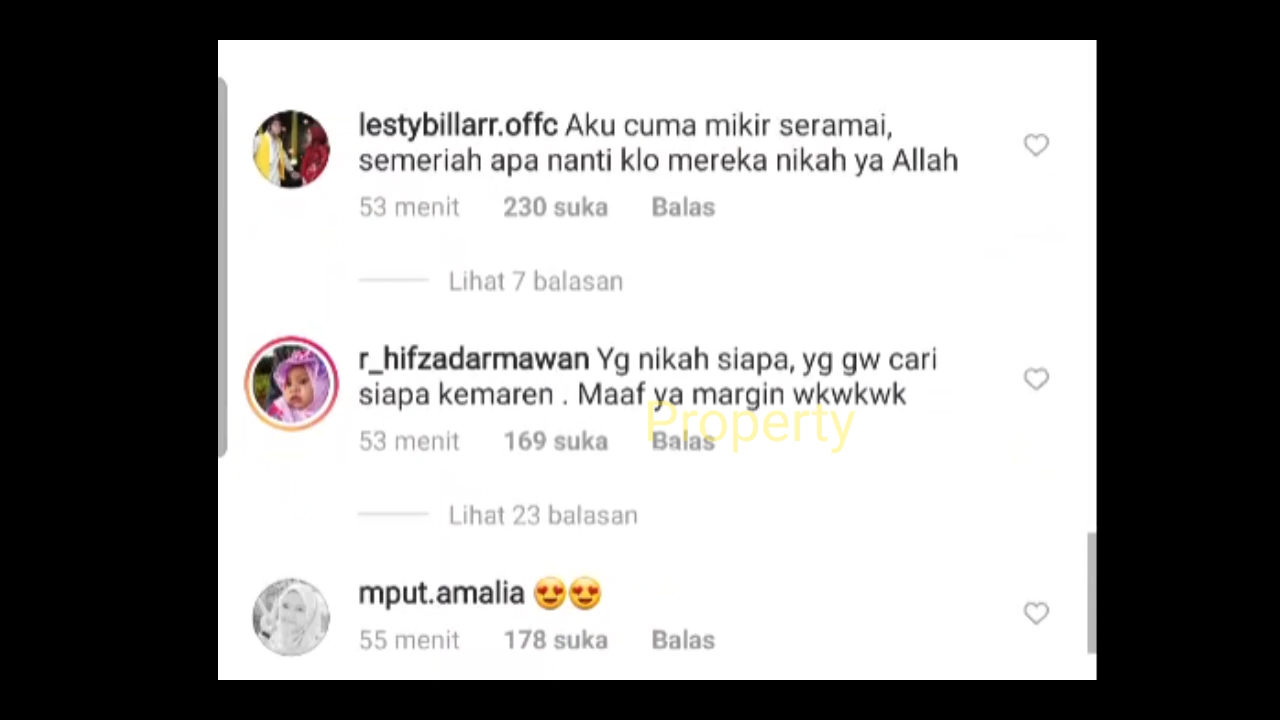 lestybillarr.offc Aku cuma mikir seramai,
semeriah apa nanti klo mereka nikah ya Allah
53 menit 230 suka Balas
Lihat 7 balasan
r_hifzadarmawan Yg nikah siapa, yg gw cari
siapa kemaren . Maaf ya margin wkwkwk
Property
53 menit 169 suka Balas
Lihat 23 balasan
mput.amalia 😍😍
55 menit 178 suka Balas